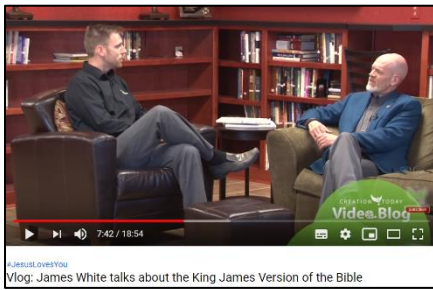 CREATION TODAY
Video Blog
SUBSCRIBE
7:42 / 18:54
#JesusLovesYou
Vlog: James White talks about the King James Version of the Bible